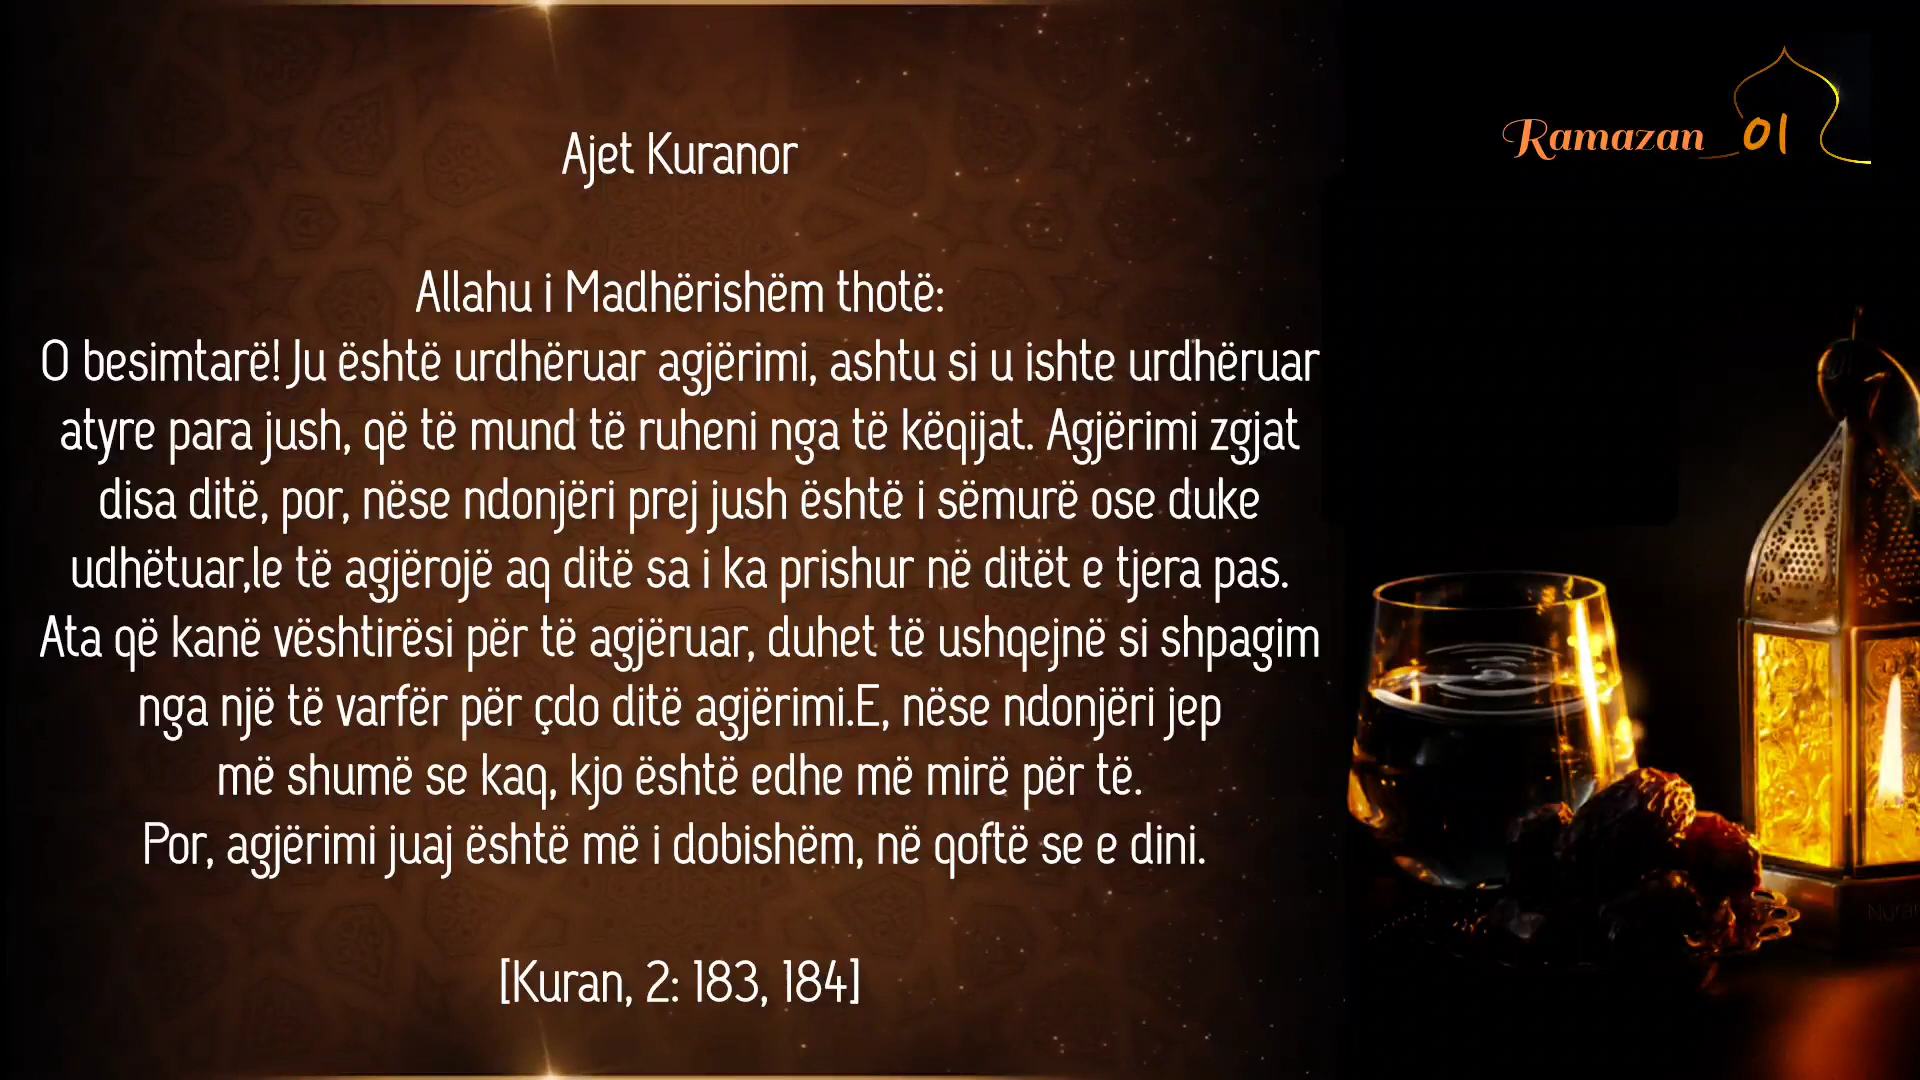 Ramazan 01
Ajet Kuranor
Allahu i Madhërishëm thotë:
O besimtarë! Ju është urdhëruar agjërimi, ashtu si u ishte urdhëruar
atyre para jush, që të mund të ruheni nga të këqijat. Agjërimi zgjat
disa ditë, por, nëse ndonjëri prej jush është i sëmurë ose duke
udhëtuar,le të agjërojë aq ditë sa i ka prishur në ditët e tjera pas.
Ata që kanë vështirësi për të agjëruar, duhet të ushqejnë si shpagim
nga një të varfër për çdo ditë agjërimi.E, nëse ndonjëri jep
më shumë se kaq, kjo është edhe më mirë për të.
Por, agjërimi juaj është më i dobishëm, në qoftë se e dini.
[Kuran, 2: 183, 184]